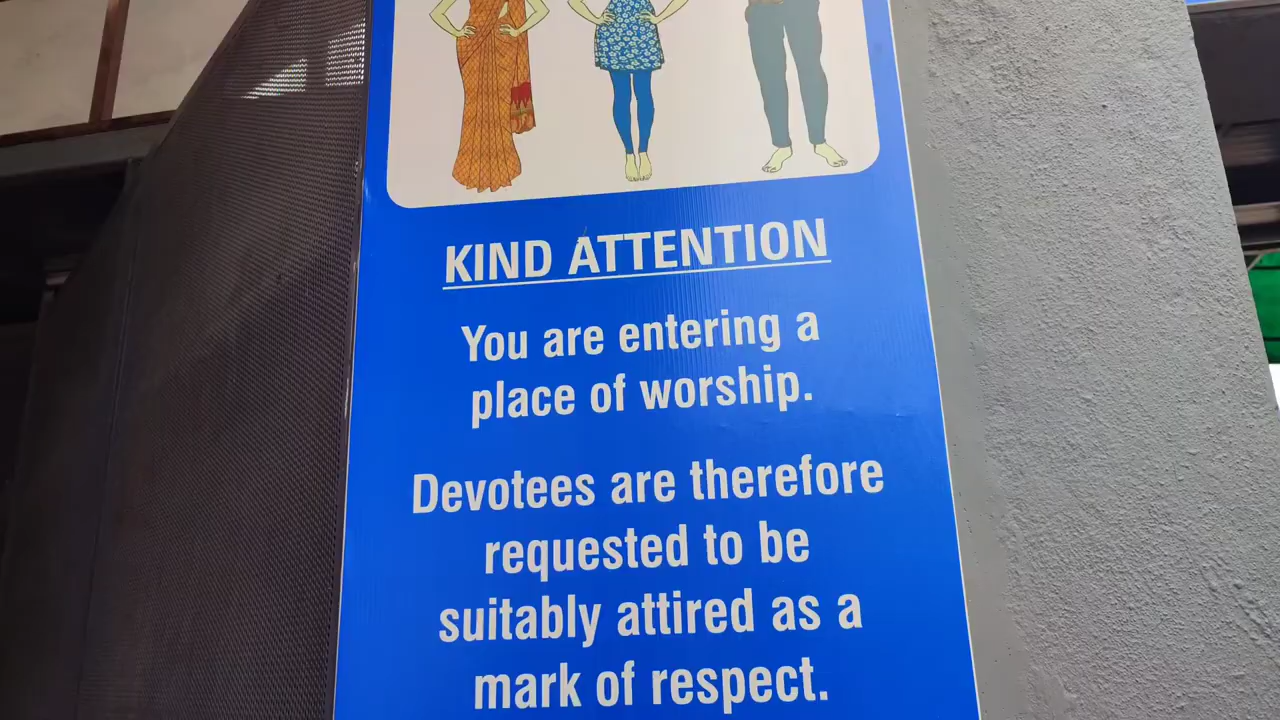 KIND ATTENTION
You are entering a
place of worship.
Devotees are therefore
requested to be
suitably attired as a
mark of respect.